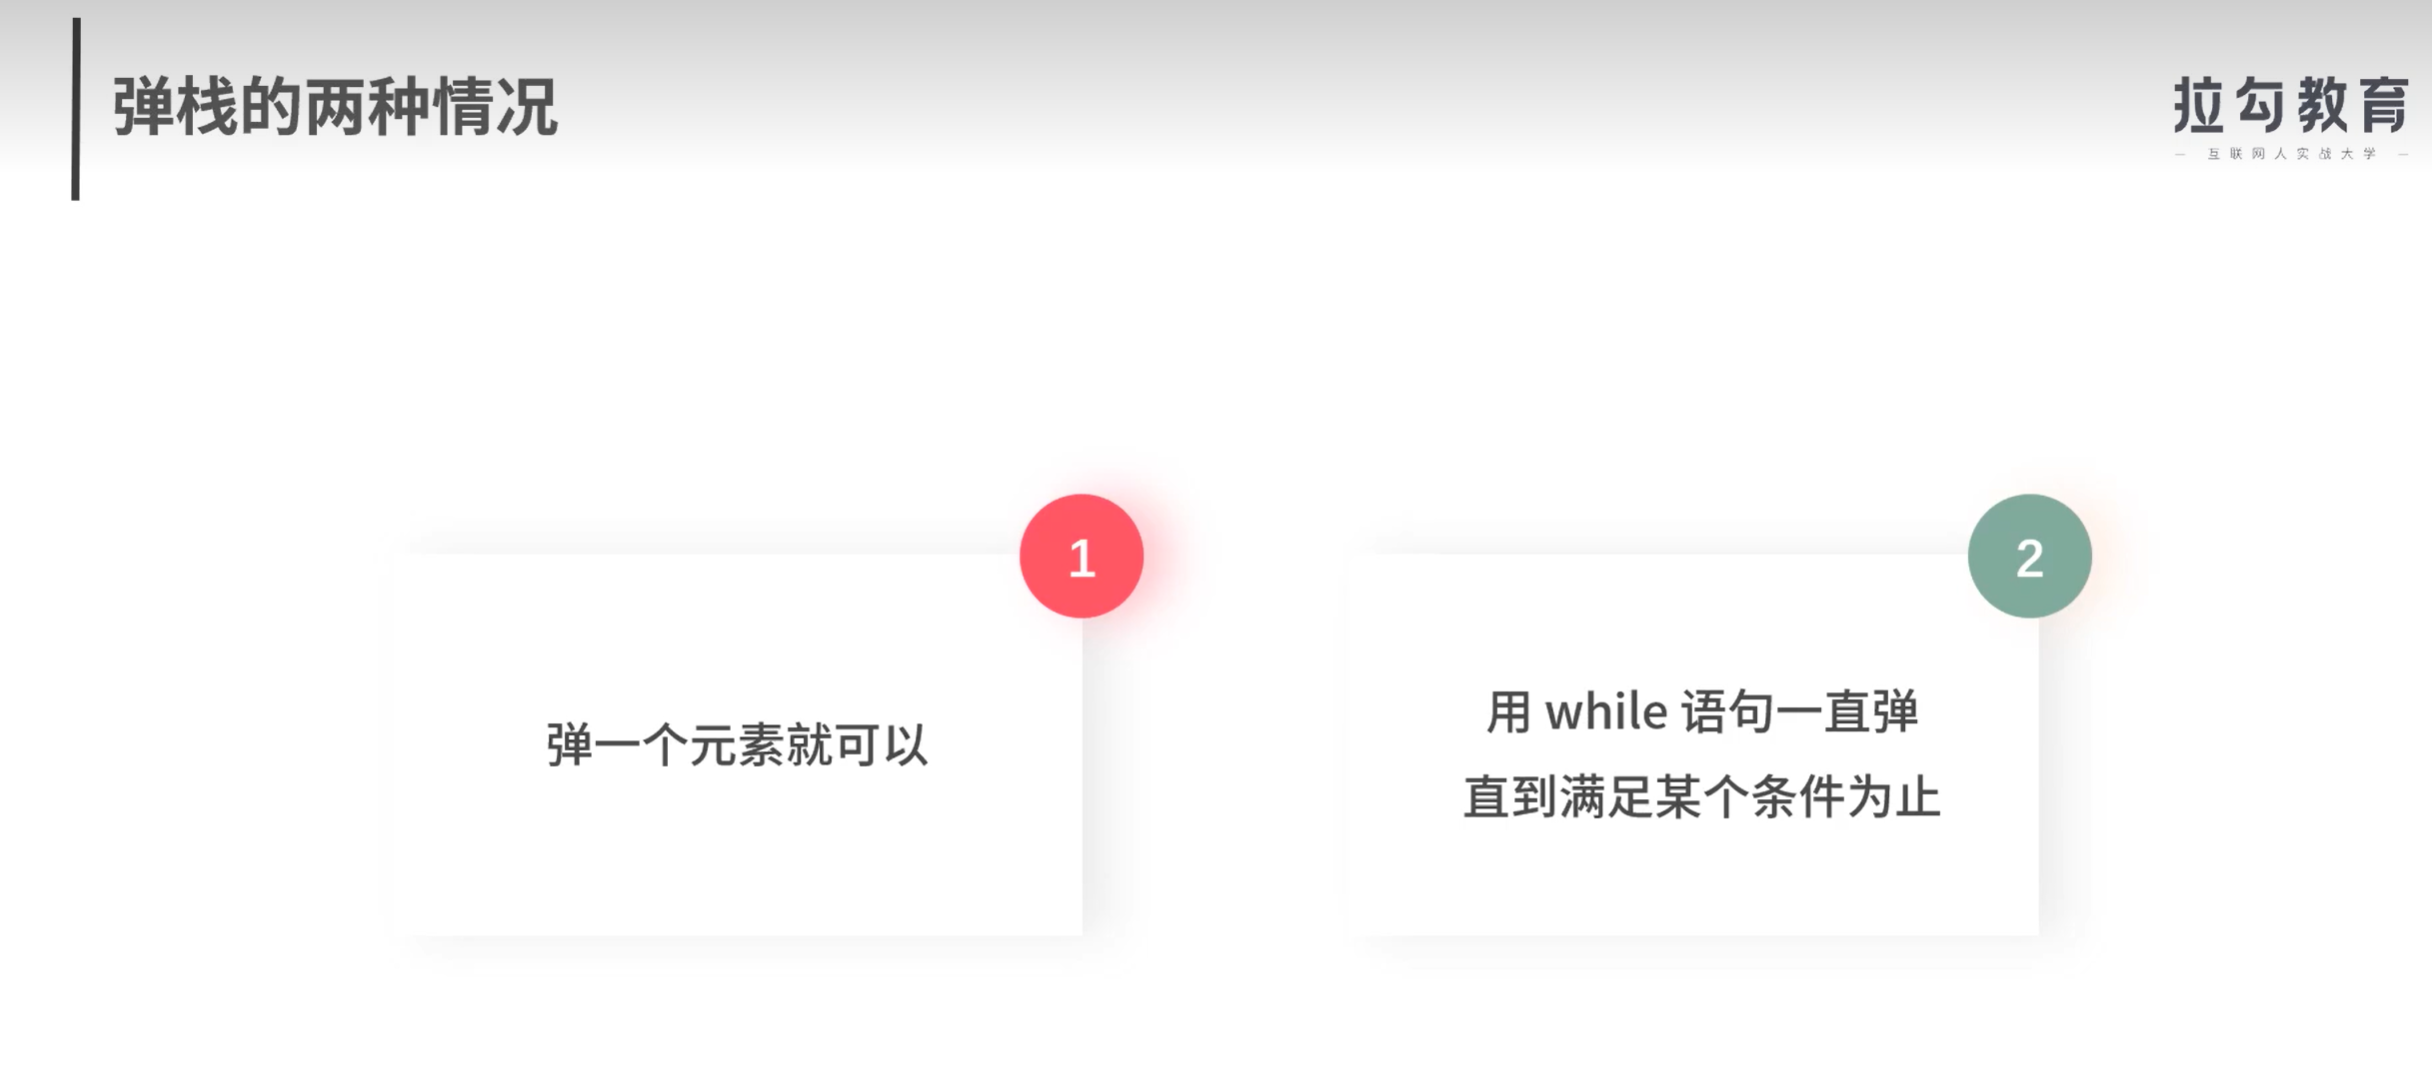 弹栈的两种情况
拉勾教育
— 互联网人实战大学 —
1
弹一个元素就可以
2
用 while 语句一直弹
直到满足某个条件为止